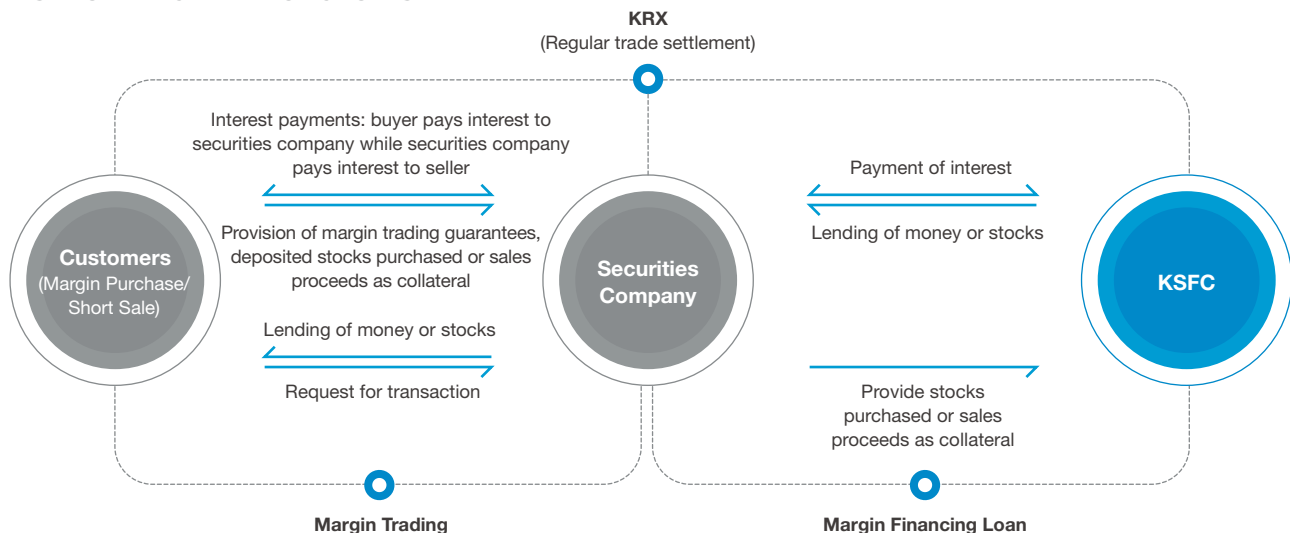 KRX
(Regular trade settlement)
Interest payments: buyer pays interest to
securities company while securities company
pays interest to seller
Payment of interest
Provision of margin trading guarantees,
deposited stocks purchased or sales
proceeds as collateral
Lending of money or stocks
Customers
(Margin Purchase/
Short Sale)
Securities
Company
KSFC
Lending of money or stocks
Request for transaction
Provide stocks
purchased or sales
proceeds as collateral
Margin Trading
Margin Financing Loan